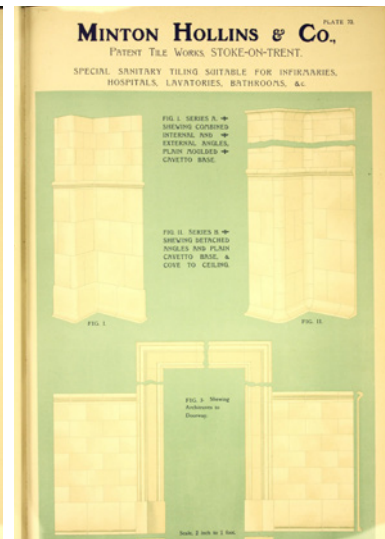 PLATE 70.
MINTON HOLLINS & CO.,
PATENT TILE WORKS, STOKE-ON-TRENT.
SPECIAL SANITARY TILING SUITABLE FOR INFIRMARIES,
HOSPITALS, LAVATORIES, BATHROOMS, &c.
FIG I. SERIES A.
SHEWING COMBINED
INTERNAL AND
EXTERNAL ANGLES,
PLAIN MOULDED
CAVETTO BASE.
FIG II. SERIES B.
SHEWING DETACHED
ANGLES AND PLAIN
CAVETTO BASE, &
COVE TO CEILING.
FIG. I.
FIG. II.
FIG. 3 Shewing
Architraves to
Doorway.
Scale, 2 inch to 1 foot.